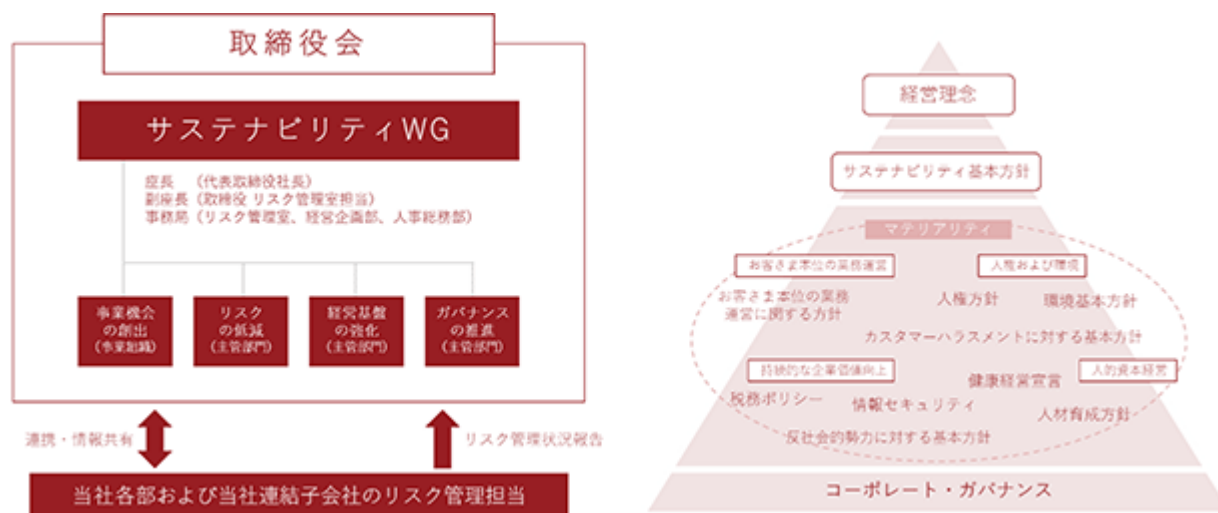 取締役会
サステナビリティWG
座長　（代表取締役社長）
副座長（取締役 リスク管理室担当）
事務局（リスク管理室、経営企画部、人事総務部）
事業機会
の創出
（事業組織）
リスク
の低減
（主管部門）
経営基盤
の強化
（主管部門）
ガバナンス
の推進
（主管部門）
連携・情報共有
リスク管理状況報告
当社各部および当社連結子会社のリスク管理担当
経営理念
サステナビリティ基本方針
マテリアリティ
お客さま本位の業務運営
人権および環境
お客さま本位の業務
運営に関する方針
人権方針
環境基本方針
カスタマーハラスメントに対する基本方針
持続的な企業価値向上
健康経営宣言
人的資本経営
税務ポリシー
情報セキュリティ
人材育成方針
反社会的勢力に対する基本方針
コーポレート・ガバナンス